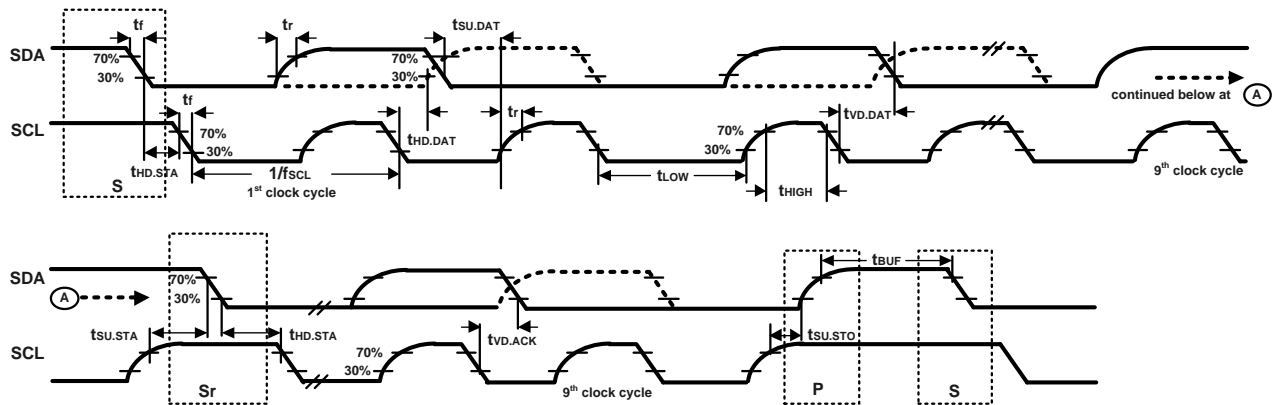 tf
tr
tSU.DAT
SDA
70%
30%
70%
30%
continued below at A
tf
tr
tVD.DAT
SCL
70%
30%
tHD.DAT
70%
30%
tHD.STA
1/fSCL
1st clock cycle
tLOW
tHIGH
9th clock cycle
S
tBUF
SDA
70%
30%
A
tSU.STA
tHD.STA
tVD.ACK
tSU.STO
SCL
70%
30%
9th clock cycle
Sr
P
S